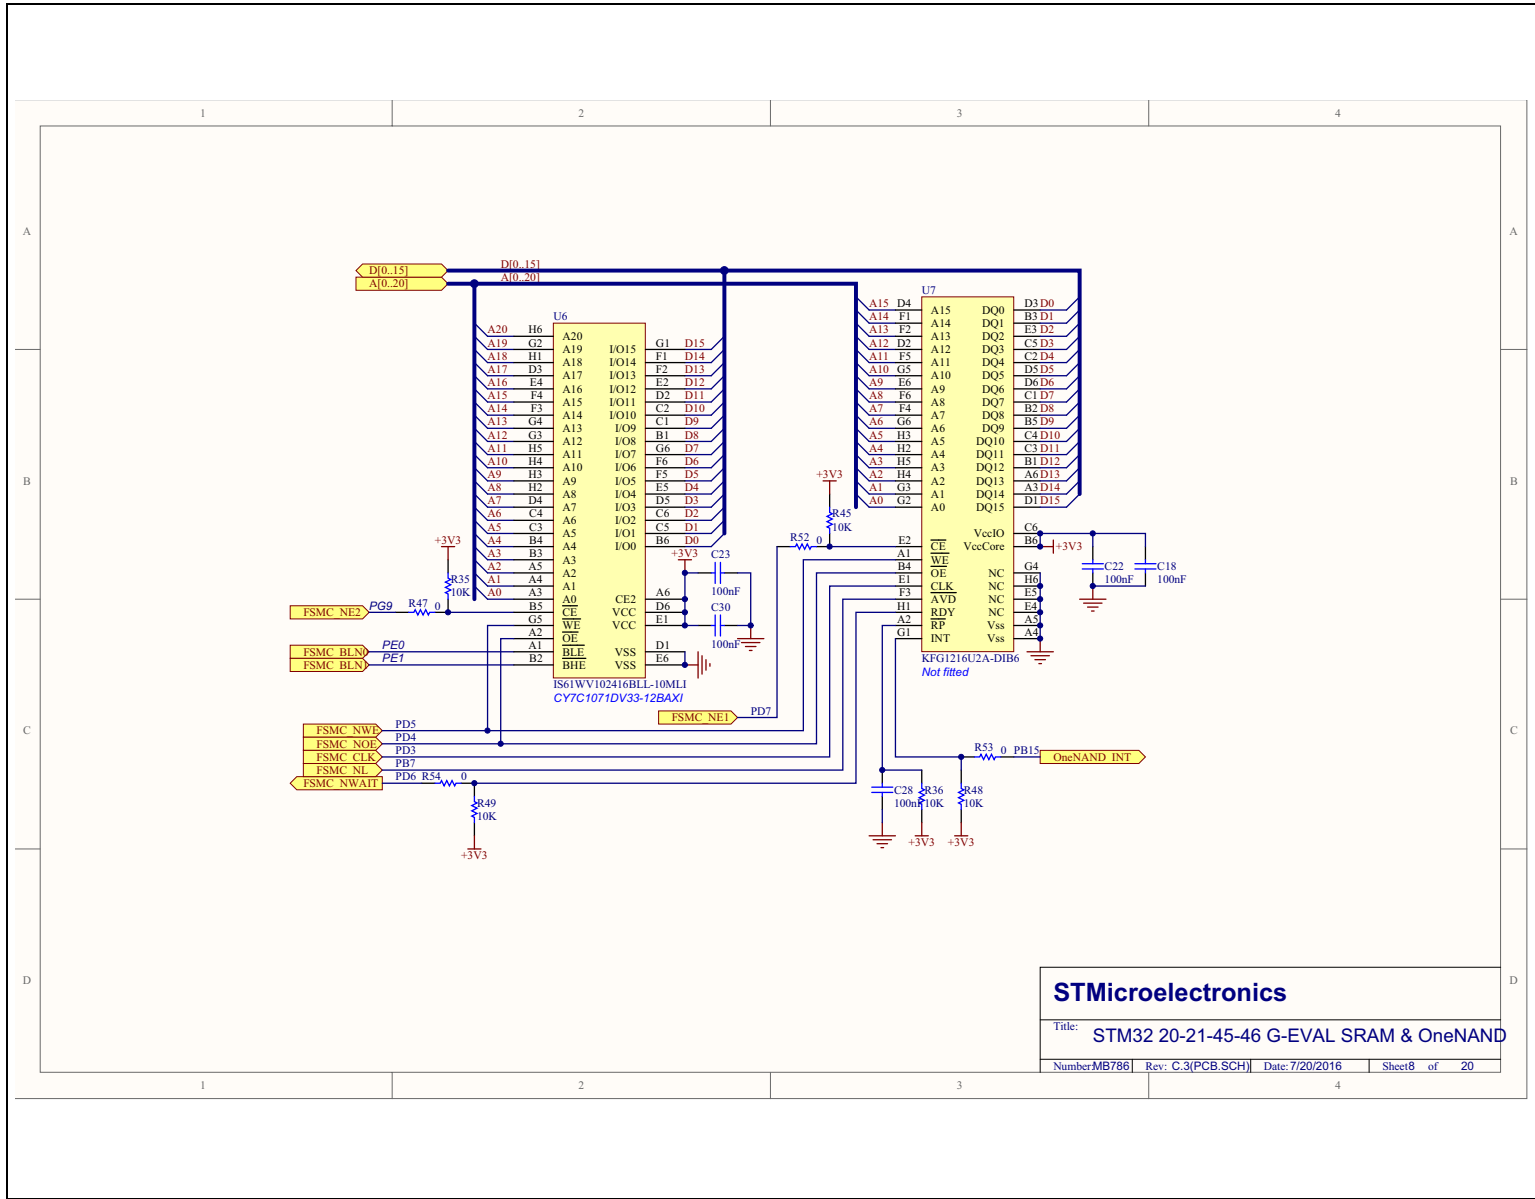 1 2 3 4
A A
B B
C C
D D
D[0..15] D[0..15]
A[0..20] A[0..20]
U6
A20 H6 A20
A19 G2 A19 I/O15 G1 D15
A18 H1 A18 I/O14 F1 D14
A17 D3 A17 I/O13 F2 D13
A16 E4 A16 I/O12 E2 D12
A15 F4 A15 I/O11 D2 D11
A14 F3 A14 I/O10 C2 D10
A13 G4 A13 I/O9 C1 D9
A12 G3 A12 I/O8 B1 D8
A11 H5 A11 I/O7 G6 D7
A10 H4 A10 I/O6 F6 D6
A9 H3 A9 I/O5 F5 D5
A8 H2 A8 I/O4 E5 D4
A7 D4 A7 I/O3 D5 D3
A6 C4 A6 I/O2 C6 D2
A5 C3 A5 I/O1 C5 D1
A4 B4 A4 I/O0 B6 D0
A3 B3 A3
A2 A5 A2
A1 A4 A1
A0 A3 A0 CE2 A6
B5 CE VCC D6
G5 WE VCC E1
A2 OE
A1 BLE VSS D1
B2 BHE VSS E6
IS61WV102416BLL-10MLI
CY7C1071DV33-12BAXI
+3V3
R35
10K
FSMC_NE2 PG9 R47 0
FSMC_BLN0 PE0
FSMC_BLN1 PE1
+3V3
C23
100nF
C30
100nF
U7
A15 D4 A15 DQ0 D3 D0
A14 F1 A14 DQ1 B3 D1
A13 F2 A13 DQ2 E3 D2
A12 D2 A12 DQ3 C5 D3
A11 F5 A11 DQ4 C2 D4
A10 G5 A10 DQ5 D5 D5
A9 E6 A9 DQ6 D6 D6
A8 F6 A8 DQ7 C1 D7
A7 F4 A7 DQ8 B2 D8
A6 G6 A6 DQ9 B5 D9
A5 H3 A5 DQ10 C4 D10
A4 H2 A4 DQ11 C3 D11
A3 H5 A3 DQ12 B1 D12
A2 H4 A2 DQ13 A6 D13
A1 G3 A1 DQ14 A3 D14
A0 G2 A0 DQ15 D1 D15
VccIO C6
E2 CE VccCore B6 +3V3
A1 WE
B4 OE NC G4
E1 CLK NC H6
F3 AVD NC E5
H1 RDY NC E4
A2 RP Vss A5
G1 INT Vss A4
KFG1216U2A-DIB6
Not fitted
+3V3
R45
10K
R52 0
C22
100nF
C18
100nF
FSMC_NE1 PD7
FSMC_NWE PD5
FSMC_NOE PD4
FSMC_CLK PD3
FSMC_NL PB7
FSMC_NWAIT PD6 R54 0
R49
10K
+3V3
R53 0 PB15 OneNAND_INT
C28
100nF
R36
10K
+3V3
R48
10K
+3V3
STMicroelectronics
Title:
STM32 20-21-45-46 G-EVAL SRAM & OneNAND
Number:MB786 Rev: C.3(PCB.SCH) Date:7/20/2016 Sheet8 of 20
1 2 3 4